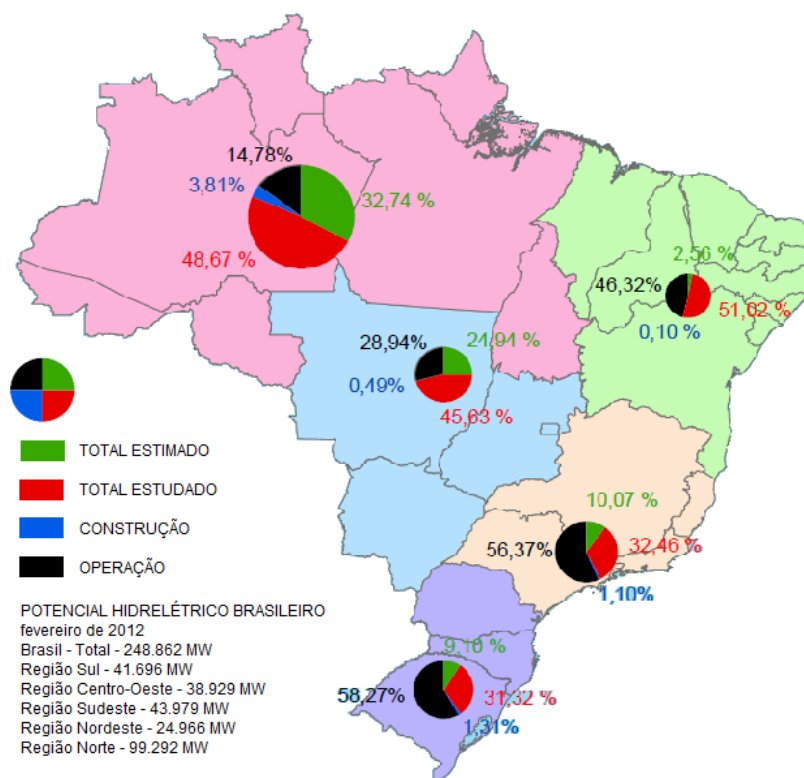 14,78%
3,81%
32,74 %
48,67 %
2,56 %
46,32%
51,02 %
0,10 %
28,94%
24,94 %
0,49%
45,63 %
TOTAL ESTIMADO
TOTAL ESTUDADO
CONSTRUÇÃO
OPERAÇÃO
10,07 %
56,37%
32,46 %
1,10%
POTENCIAL HIDRELÉTRICO BRASILEIRO
fevereiro de 2012
Brasil - Total - 248.862 MW
Região Sul - 41.696 MW
Região Centro-Oeste - 38.929 MW
Região Sudeste - 43.979 MW
Região Nordeste - 24.966 MW
Região Norte - 99.292 MW
9,10 %
58,27%
31,32 %
1,31%